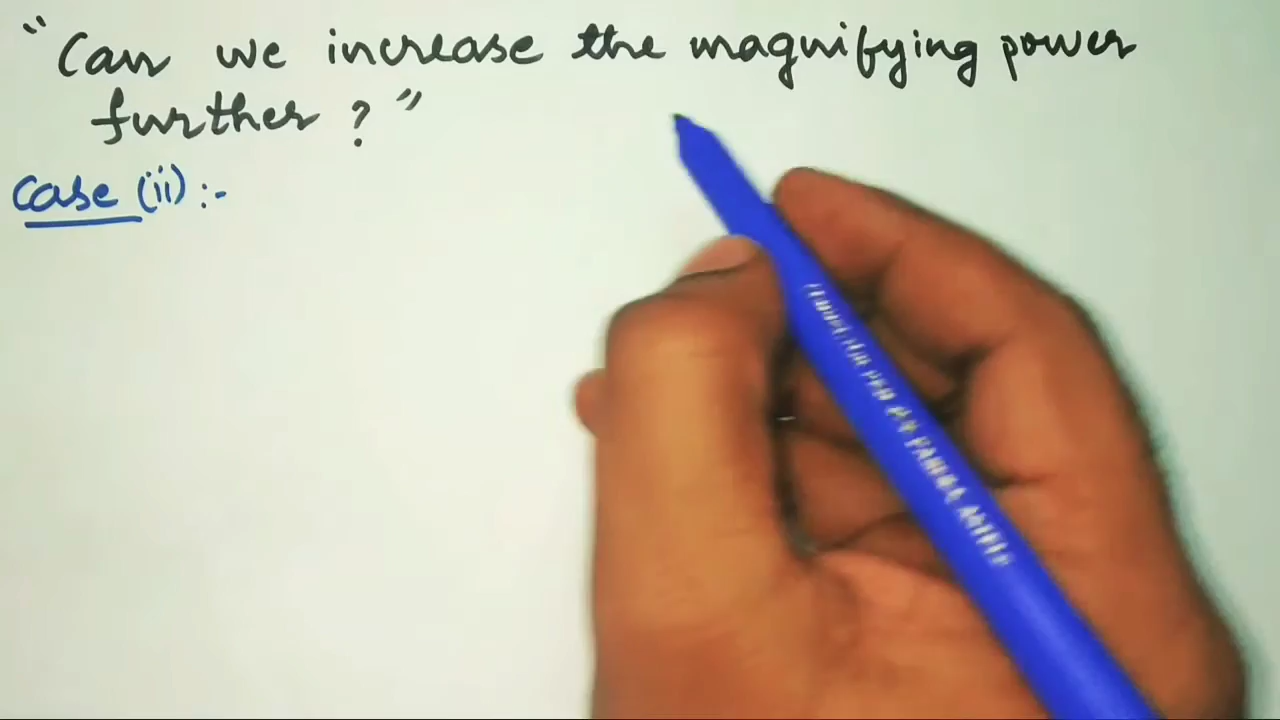 "Can we increase the magnifying power
further ? "
Case (ii) :-